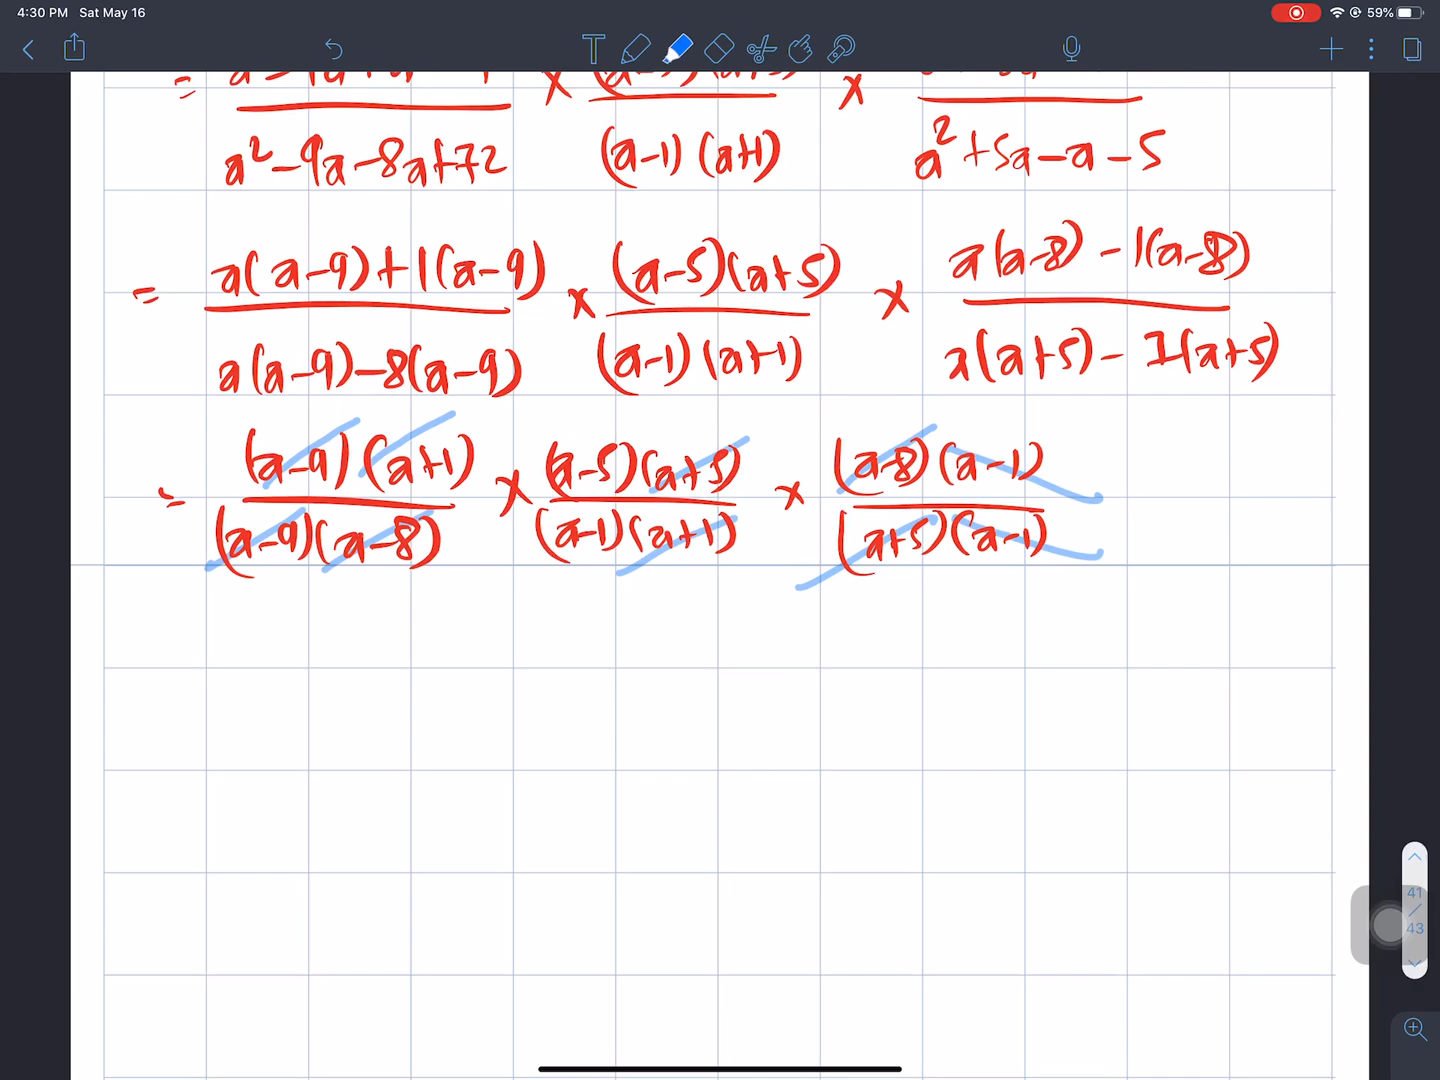 4:30 PM Sat May 16
59%
T
=
×
×
a² - 9a - 8a + 72
(a-1) (a+1)
a² + 5a - a - 5
= a(a-9) + 1(a-9) × (a-5)(a+5) × a(a-8) - 1(a-8)
a(a-9) - 8(a-9) (a-1)(a+1) a(a+5) - 1(a+5)
= (a-9)(a+1) × (a-5)(a+5) × (a-8)(a-1)
(a-9)(a-8) (a-1)(a+1) (a+5)(a-1)
41
/
43